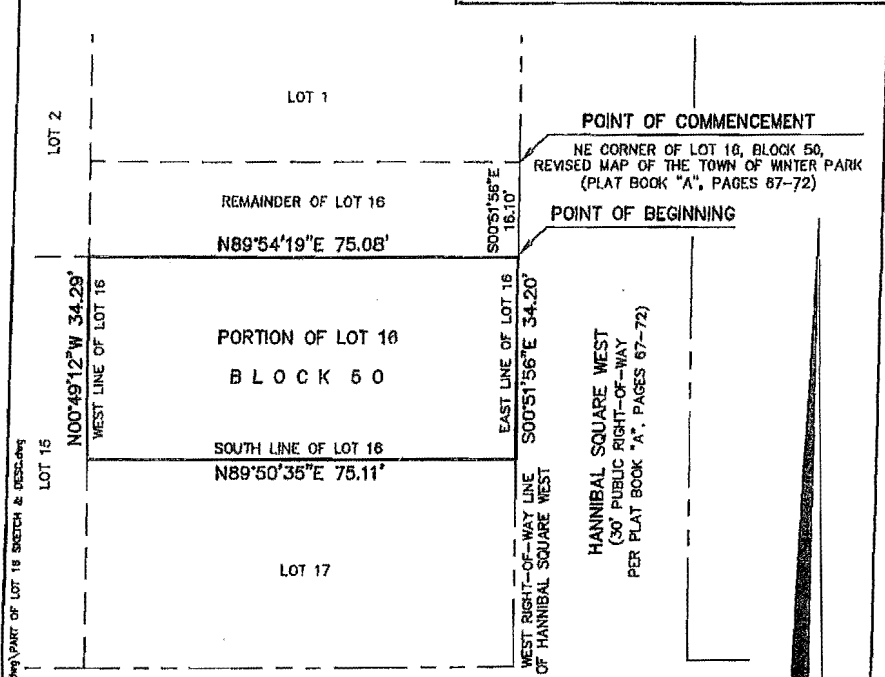 LOT 1
LOT 2
POINT OF COMMENCEMENT
NE CORNER OF LOT 16, BLOCK 50,
REVISED MAP OF THE TOWN OF WINTER PARK
(PLAT BOOK "A", PAGES 67-72)
S00°51'56"E
16.10'
REMAINDER OF LOT 16
POINT OF BEGINNING
N89°54'19"E 75.08'
N00°49'12"W 34.29'
WEST LINE OF LOT 16
PORTION OF LOT 16
BLOCK 50
EAST LINE OF LOT 16
S00°51'56"E 34.20'
HANNIBAL SQUARE WEST
(30' PUBLIC RIGHT-OF-WAY
PER PLAT BOOK "A", PAGES 67-72)
SOUTH LINE OF LOT 16
N89°50'35"E 75.11'
LOT 15
LOT 17
WEST RIGHT-OF-WAY LINE
OF HANNIBAL SQUARE WEST
\PART OF LOT 16 SKETCH & DESC.dwg